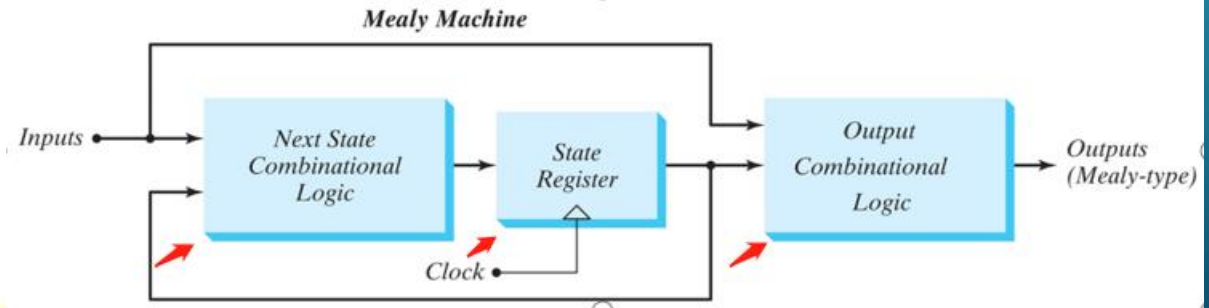 Mealy Machine
Inputs
Next State
Combinational
Logic
State
Register
Clock
Output
Combinational
Logic
Outputs
(Mealy-type)